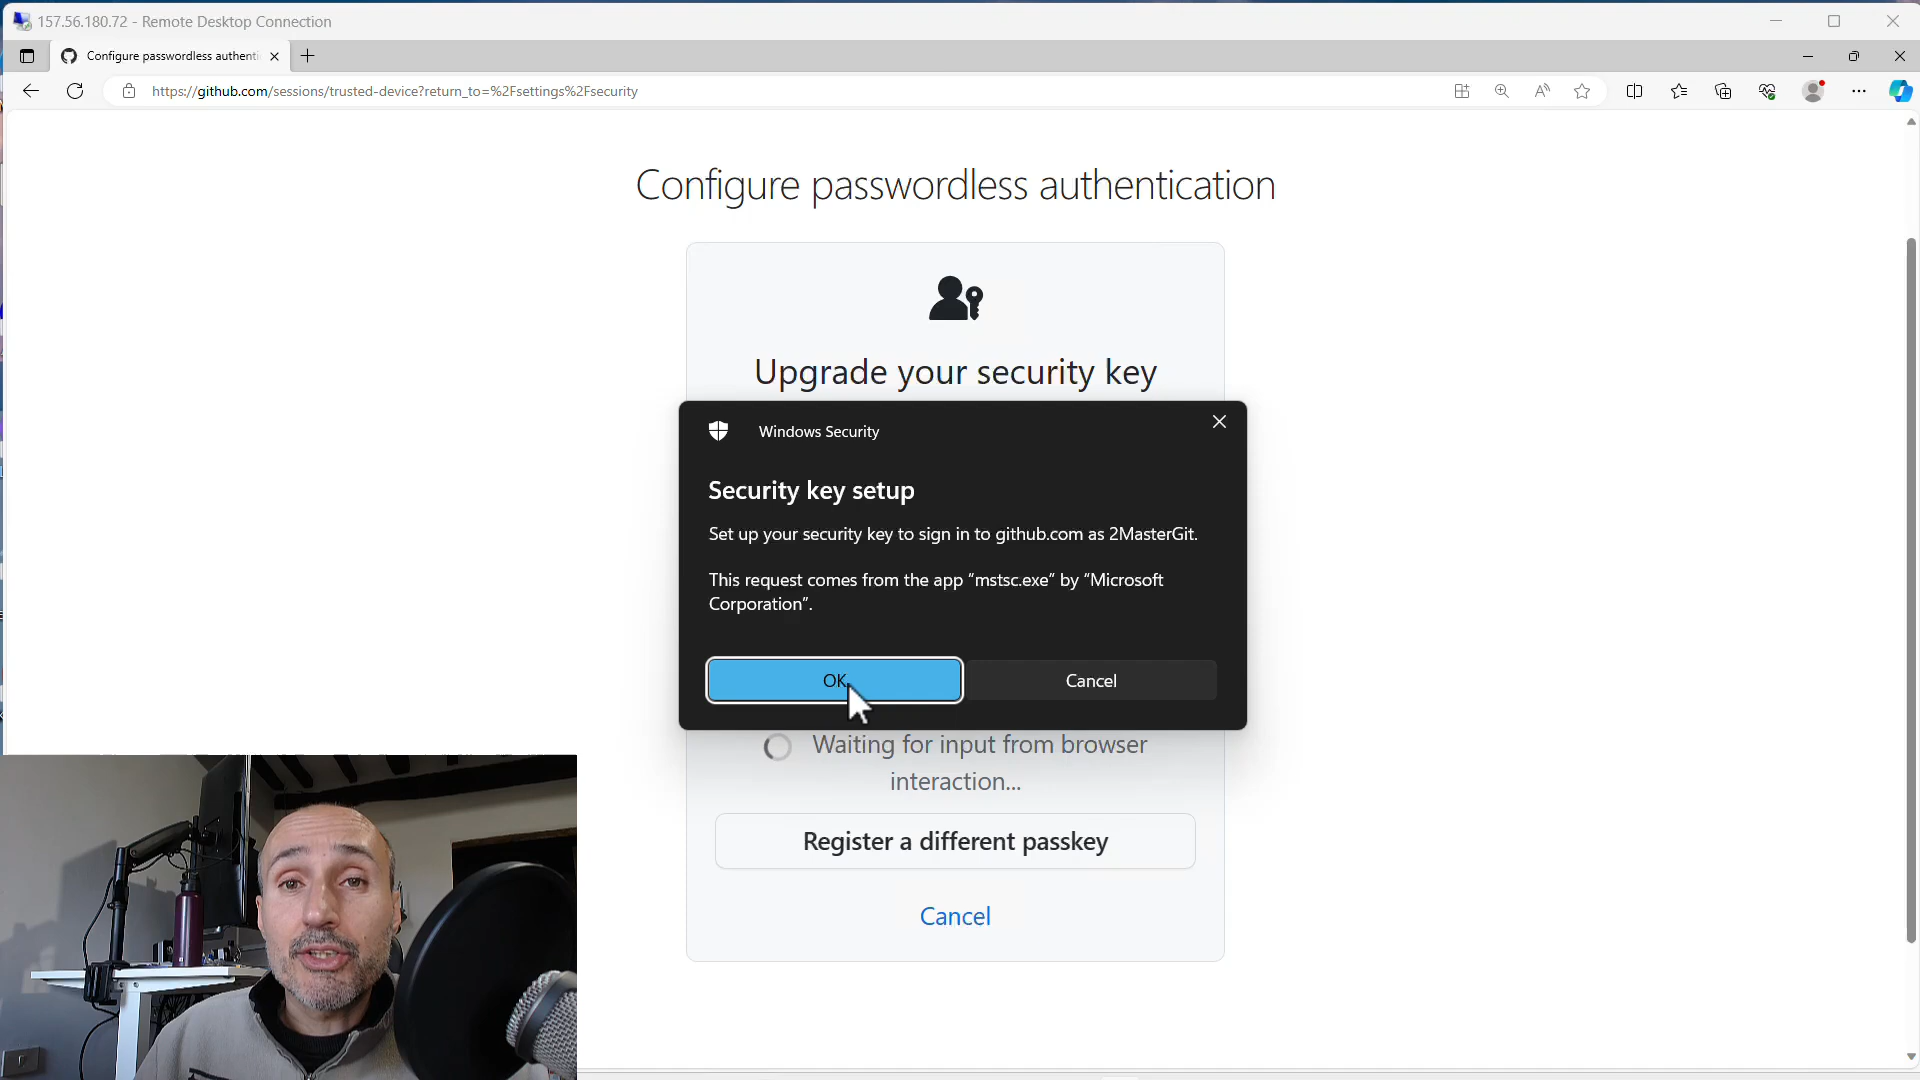 157.56.180.72 - Remote Desktop Connection
Configure passwordless authenti
https://github.com/sessions/trusted-device?return_to=%2Fsettings%2Fsecurity
Configure passwordless authentication
Upgrade your security key
Windows Security
Security key setup
Set up your security key to sign in to github.com as 2MasterGit.
This request comes from the app "mstsc.exe" by "Microsoft
Corporation".
OK
Cancel
Waiting for input from browser
interaction...
Register a different passkey
Cancel